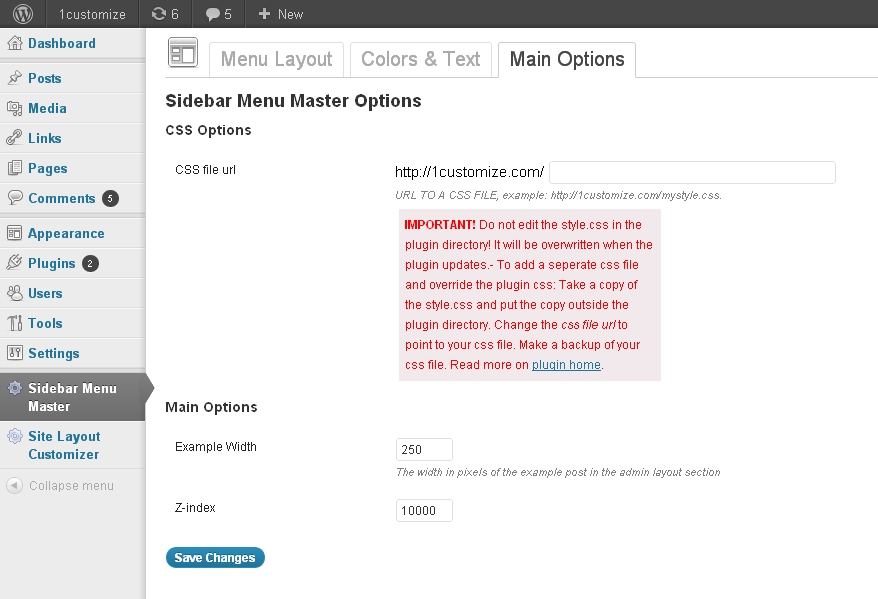 1customize 6 5 + New
Dashboard
Posts
Media
Links
Pages
Comments 5
Appearance
Plugins 2
Users
Tools
Settings
Sidebar Menu
Master
Site Layout
Customizer
Collapse menu
Menu Layout Colors & Text Main Options
Sidebar Menu Master Options
CSS Options
CSS file url http://1customize.com/
URL TO A CSS FILE, example: http://1customize.com/mystyle.css.
IMPORTANT! Do not edit the style.css in the
plugin directory! It will be overwritten when the
plugin updates.- To add a seperate css file
and override the plugin css: Take a copy of
the style.css and put the copy outside the
plugin directory. Change the css file url to
point to your css file. Make a backup of your
css file. Read more on plugin home.
Main Options
Example Width 250
The width in pixels of the example post in the admin layout section
Z-index 10000
Save Changes